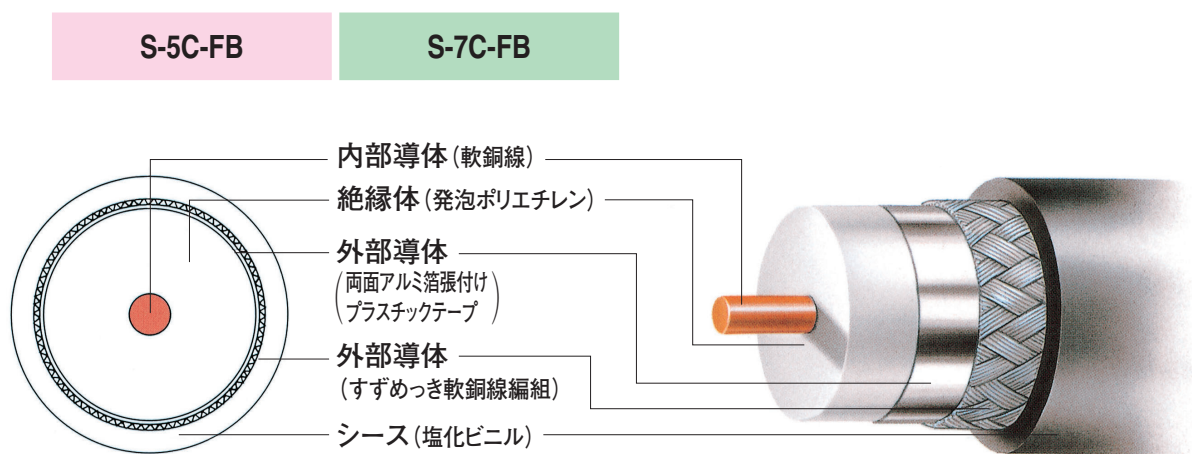 S-5C-FB
S-7C-FB
内部導体(軟銅線)
絶縁体(発泡ポリエチレン)
外部導体
(両面アルミ箔張付け
プラスチックテープ)
外部導体
(すずめっき軟銅線編組)
シース(塩化ビニル)